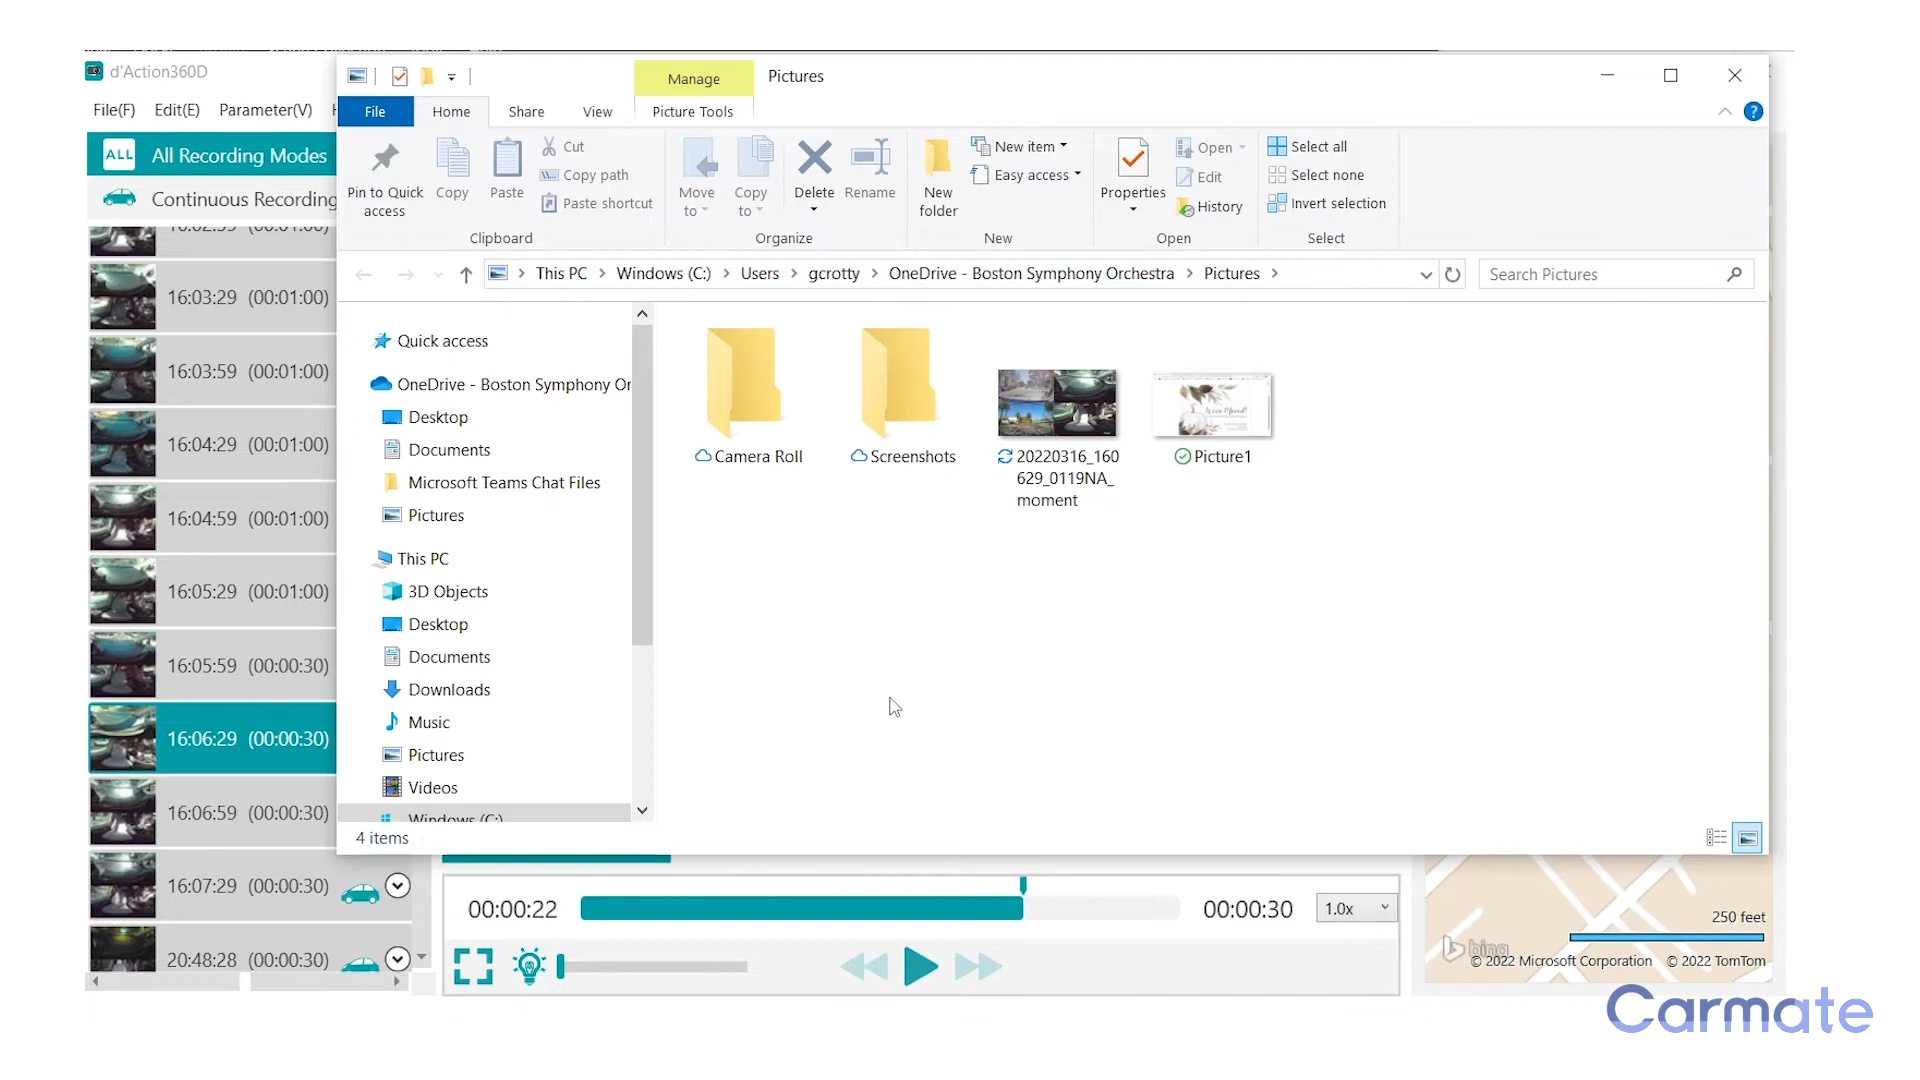 d'Action360D
File(F) Edit(E) Parameter(V)
ALL All Recording Modes
Continuous Recording
16:02:59 (00:01:00)
16:03:29 (00:01:00)
16:03:59 (00:01:00)
16:04:29 (00:01:00)
16:04:59 (00:01:00)
16:05:29 (00:01:00)
16:05:59 (00:00:30)
16:06:29 (00:00:30)
16:06:59 (00:00:30)
16:07:29 (00:00:30)
20:48:28 (00:00:30)
Manage
Pictures
File
Home
Share
View
Picture Tools
Pin to Quick
access
Copy
Paste
Cut
Copy path
Paste shortcut
Clipboard
Move
to
Copy
to
Delete
Rename
Organize
New
folder
New item
Easy access
New
Properties
Open
Edit
History
Open
Select all
Select none
Invert selection
Select
This PC > Windows (C:) > Users > gcrotty > OneDrive - Boston Symphony Orchestra > Pictures >
Search Pictures
Quick access
OneDrive - Boston Symphony Or
Desktop
Documents
Microsoft Teams Chat Files
Pictures
This PC
3D Objects
Desktop
Documents
Downloads
Music
Pictures
Videos
Windows (C:)
Camera Roll
Screenshots
20220316_160
629_0119NA_
moment
Picture1
4 items
00:00:22
00:00:30
1.0x
250 feet
bing
© 2022 Microsoft Corporation © 2022 TomTom
Carmate